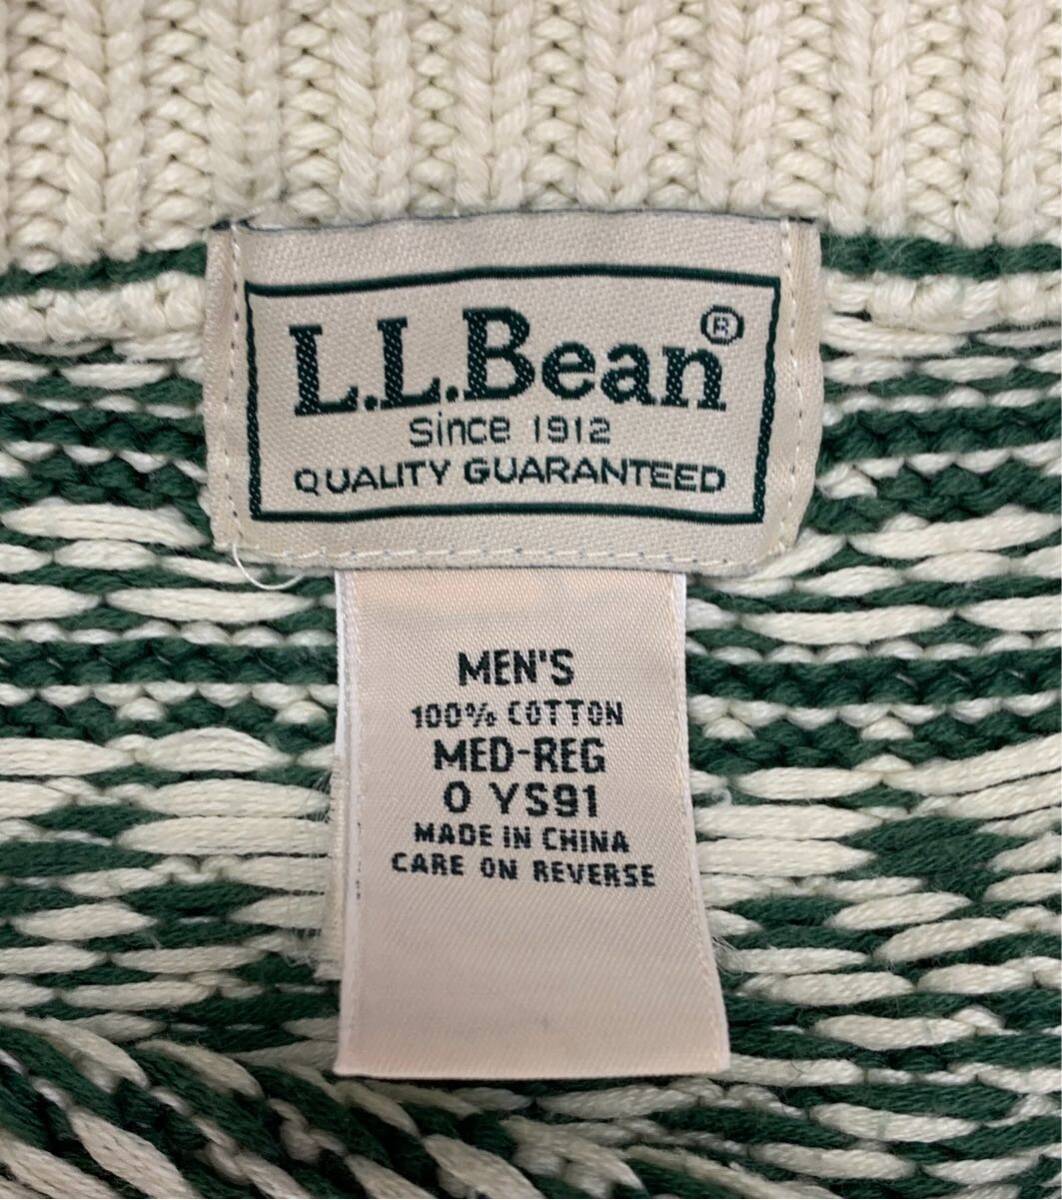 L.L.Bean®
Since 1912
QUALITY GUARANTEED
MEN'S
100% COTTON
MED-REG
0 YS91
MADE IN CHINA
CARE ON REVERSE